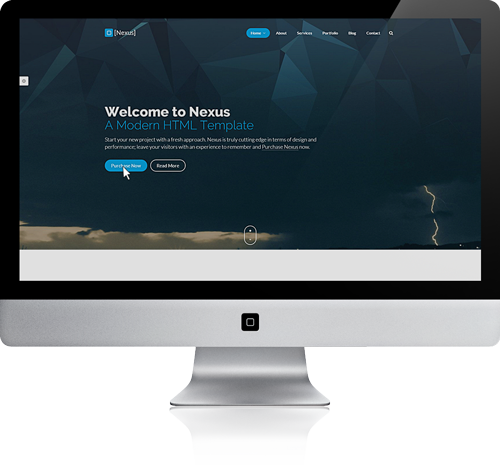 [Nexus]
Home About Services Portfolio Blog Contact
Welcome to Nexus
A Modern HTML Template
Start your new project with a fresh approach. Nexus is truly cutting edge in terms of design and
performance; leave your visitors with an experience to remember and Purchase Nexus now.
Purchase Now Read More